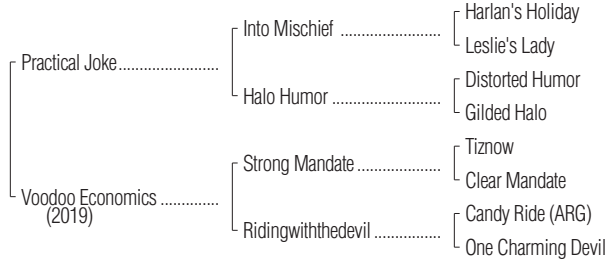 Harlan's Holiday
Into Mischief ......................
Leslie's Lady
Practical Joke......................
Distorted Humor
Halo Humor ........................
Gilded Halo
Tiznow
Strong Mandate ..................
Clear Mandate
Voodoo Economics .............
(2019)
Candy Ride (ARG)
Ridingwiththedevil ...............
One Charming Devil